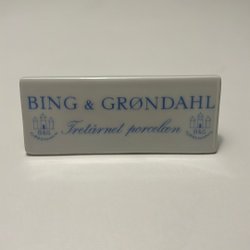 BING & GRØNDAHL
B&G Tretårnet porcelæn B&G